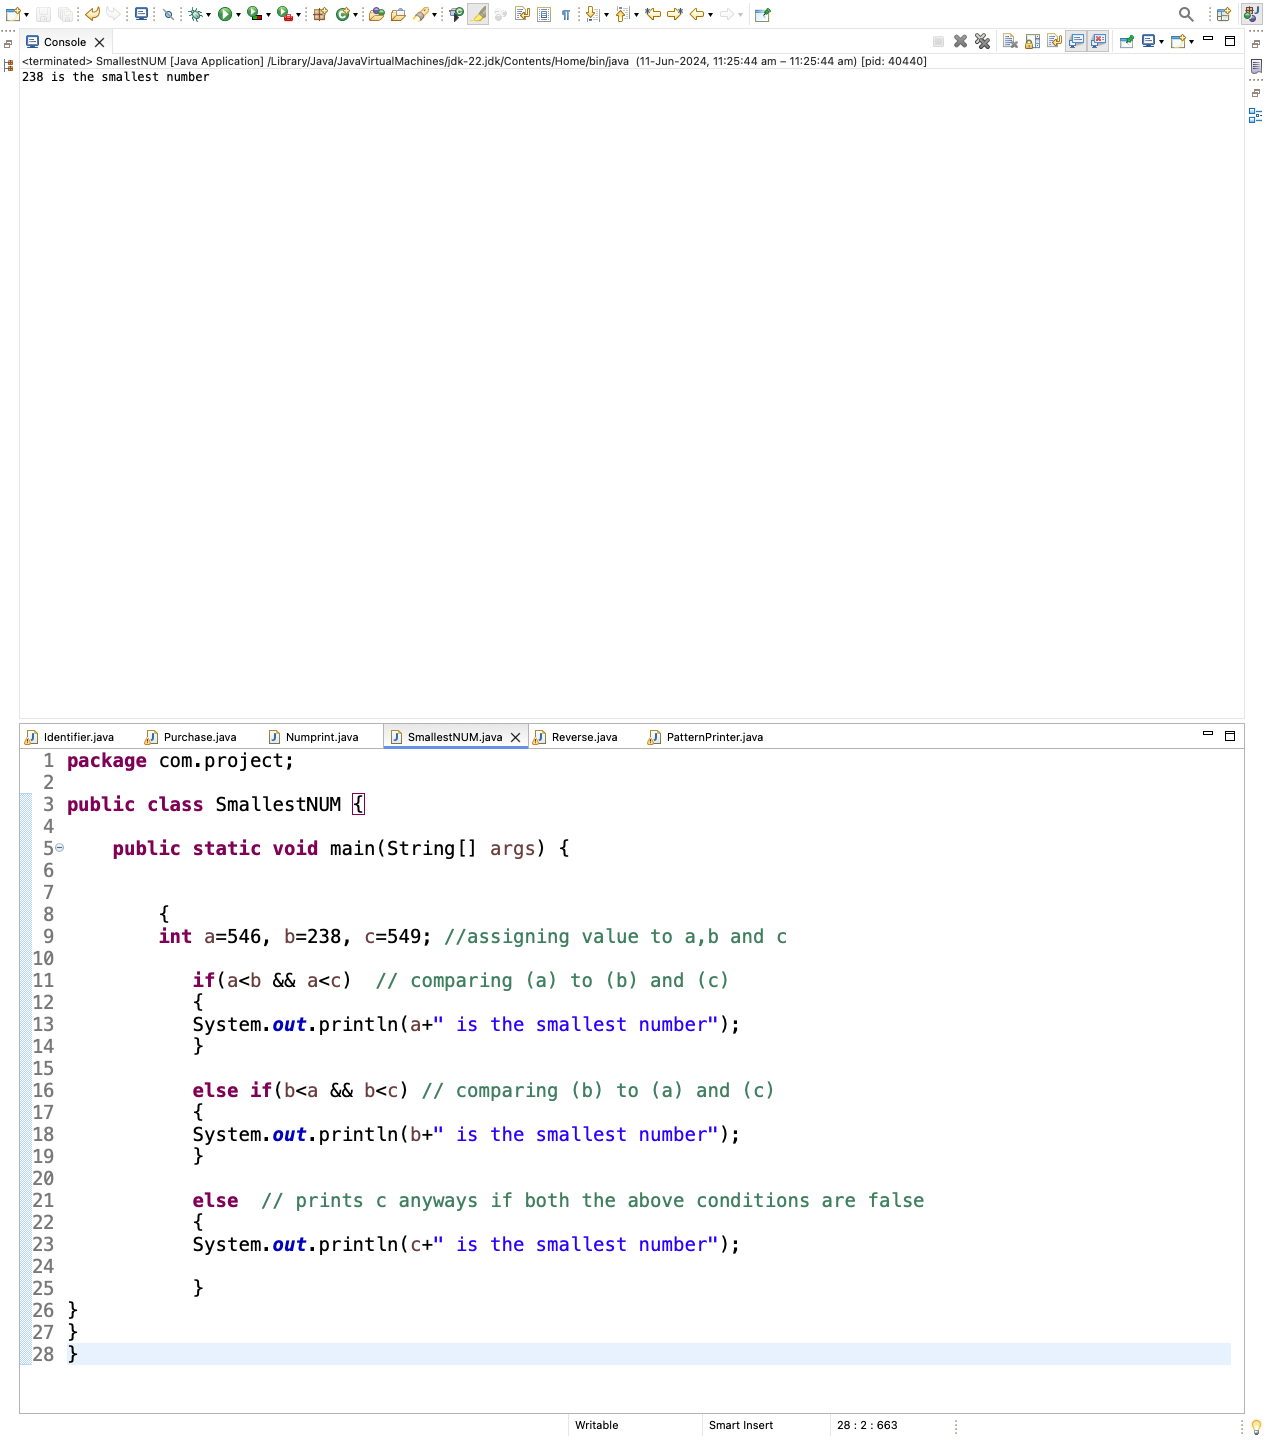 Console
<terminated> SmallestNUM [Java Application] /Library/Java/JavaVirtualMachines/jdk-22.jdk/Contents/Home/bin/java (11-Jun-2024, 11:25:44 am – 11:25:44 am) [pid: 40440]
238 is the smallest number
Identifier.java Purchase.java Numprint.java SmallestNUM.java Reverse.java PatternPrinter.java
1 package com.project;
2
3 public class SmallestNUM {
4
5 public static void main(String[] args) {
6
7
8 {
9 int a=546, b=238, c=549; //assigning value to a,b and c
10
11 if(a<b && a<c) // comparing (a) to (b) and (c)
12 {
13 System.out.println(a+" is the smallest number");
14 }
15
16 else if(b<a && b<c) // comparing (b) to (a) and (c)
17 {
18 System.out.println(b+" is the smallest number");
19 }
20
21 else // prints c anyways if both the above conditions are false
22 {
23 System.out.println(c+" is the smallest number");
24
25 }
26 }
27 }
28 }
Writable Smart Insert 28 : 2 : 663